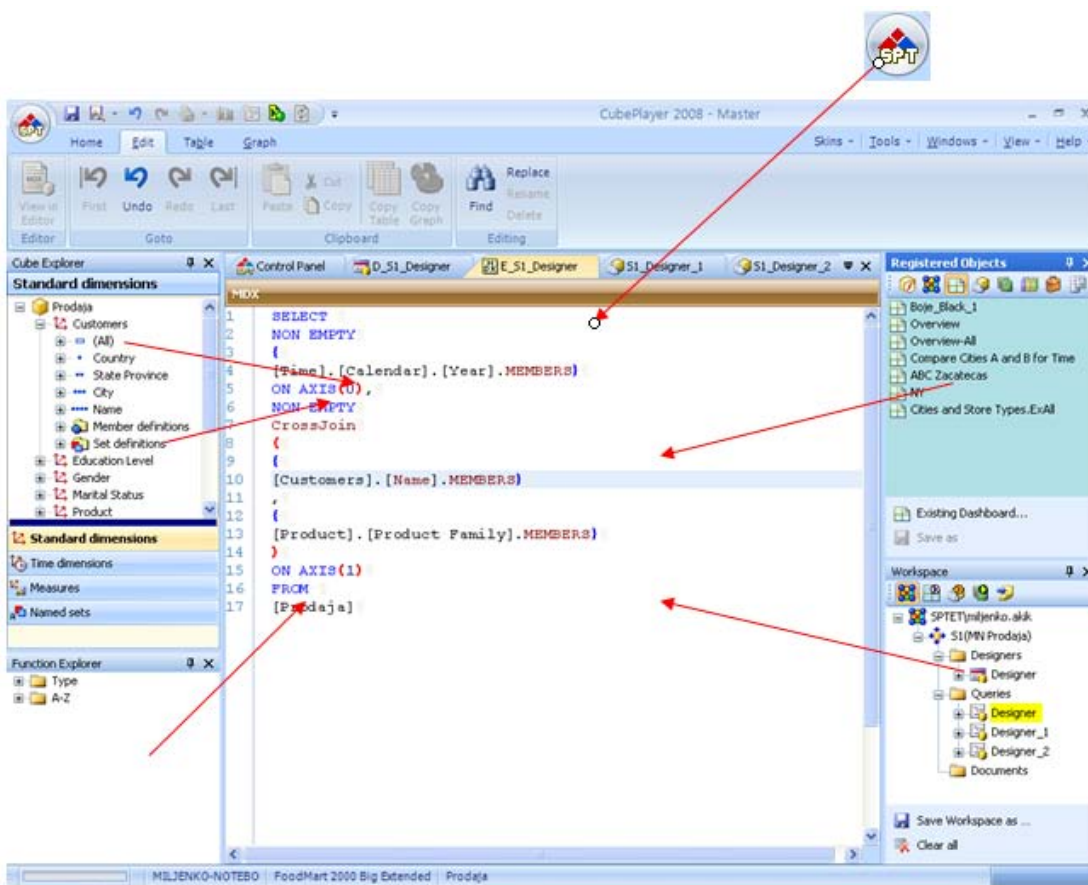 SPT
SPT
CubePlayer 2008 - Master
Home Edit Table Graph
Skins Tools Windows View Help
View in Editor
First Undo Redo Last
Paste Cut Copy Copy Table Copy Graph
Find Replace Rename Delete
Editor Goto Clipboard Editing
Cube Explorer
Standard dimensions
Prodaja
Customers
(All)
Country
State Province
City
Name
Member definitions
Set definitions
Education Level
Gender
Marital Status
Product
Standard dimensions
Time dimensions
Measures
Named sets
Function Explorer
Type
A-Z
Control Panel D_S1_Designer E_S1_Designer S1_Designer_1 S1_Designer_2
MDX
1 SELECT
2 NON EMPTY
3 {
4 [Time].[Calendar].[Year].MEMBERS}
5 ON AXIS(0),
6 NON EMPTY
7 CrossJoin
8 (
9 {
10 [Customers].[Name].MEMBERS}
11 ,
12 {
13 [Product].[Product Family].MEMBERS}
14 )
15 ON AXIS(1)
16 FROM
17 [Prodaja]
Registered Objects
Boje_Black_1
Overview
Overview-All
Compare Cities A and B for Time
ABC Zacatecas
NY
Cities and Store Types.ExAll
Existing Dashboard...
Save as
Workspace
SPTET\miljenko.akik
S1(MN Prodaja)
Designers
Designer
Queries
Designer
Designer_1
Designer_2
Documents
Save Workspace as ...
Clear all
MILJENKO-NOTEBO FoodMart 2000 Big Extended Prodaja